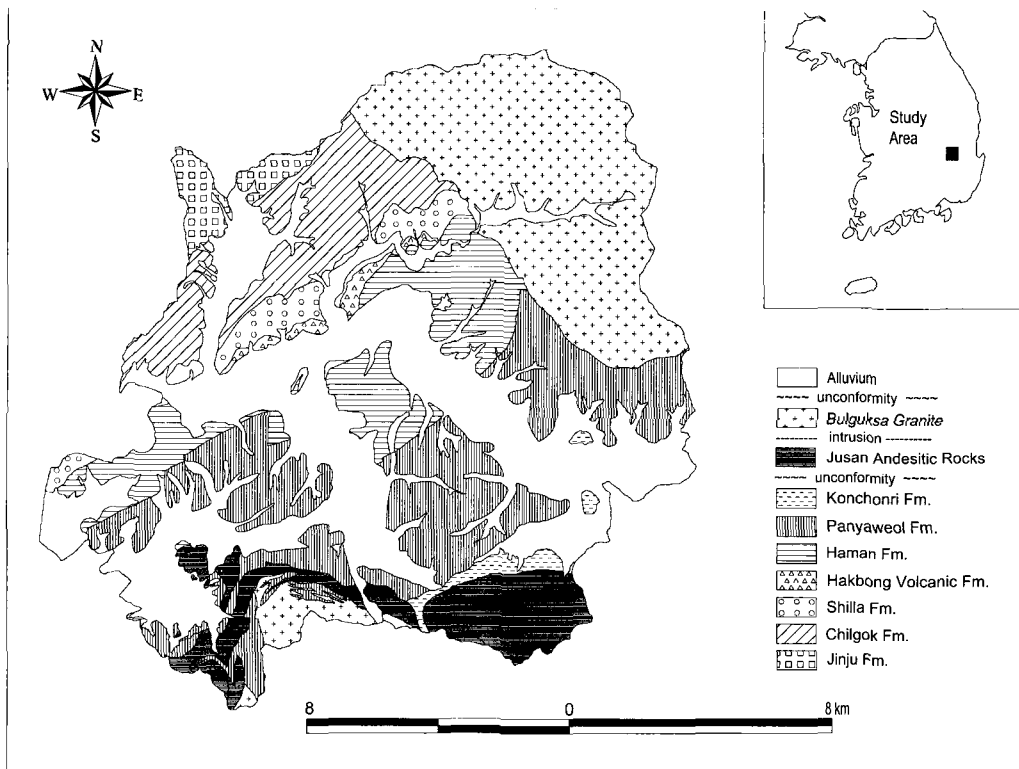 N
W E
S
Study
Area
Alluvium
~~~~ unconformity ~~~~
Bulguksa Granite
---------- intrusion ----------
Jusan Andesitic Rocks
~~~~ unconformity ~~~~
Konchonri Fm.
Panyaweol Fm.
Haman Fm.
Hakbong Volcanic Fm.
Shilla Fm.
Chilgok Fm.
Jinju Fm.
8 0 8 km